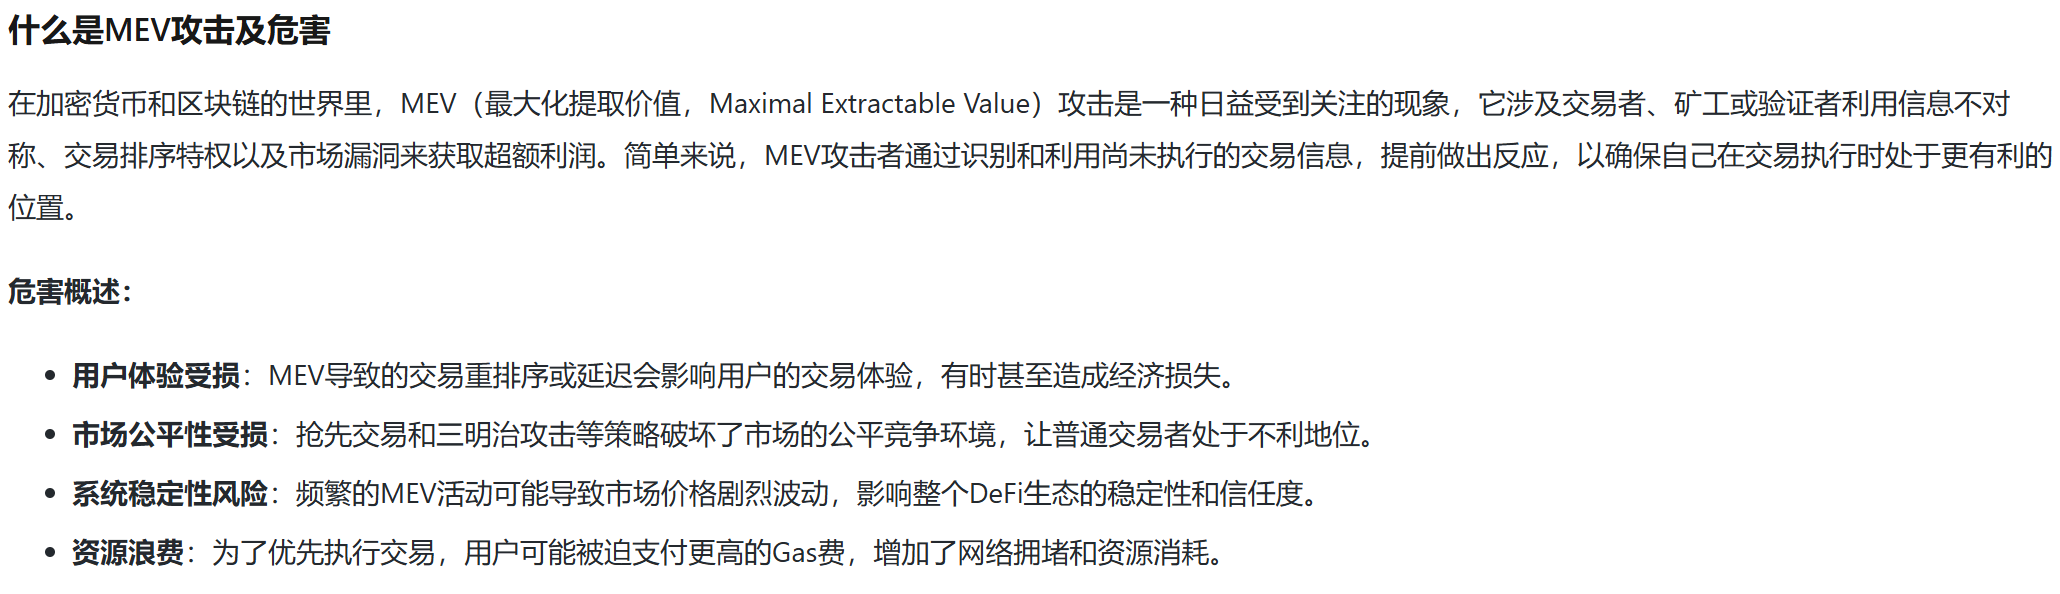 什么是MEV攻击及危害
在加密货币和区块链的世界里，MEV（最大化提取价值，Maximal Extractable Value）攻击是一种日益受到关注的现象，它涉及交易者、矿工或验证者利用信息不对
称、交易排序特权以及市场漏洞来获取超额利润。简单来说，MEV攻击者通过识别和利用尚未执行的交易信息，提前做出反应，以确保自己在交易执行时处于更有利的
位置。
危害概述：
• 用户体验受损：MEV导致的交易重排序或延迟会影响用户的交易体验，有时甚至造成经济损失。
• 市场公平性受损：抢先交易和三明治攻击等策略破坏了市场的公平竞争环境，让普通交易者处于不利地位。
• 系统稳定性风险：频繁的MEV活动可能导致市场价格剧烈波动，影响整个DeFi生态的稳定性和信任度。
• 资源浪费：为了优先执行交易，用户可能被迫支付更高的Gas费，增加了网络拥堵和资源消耗。